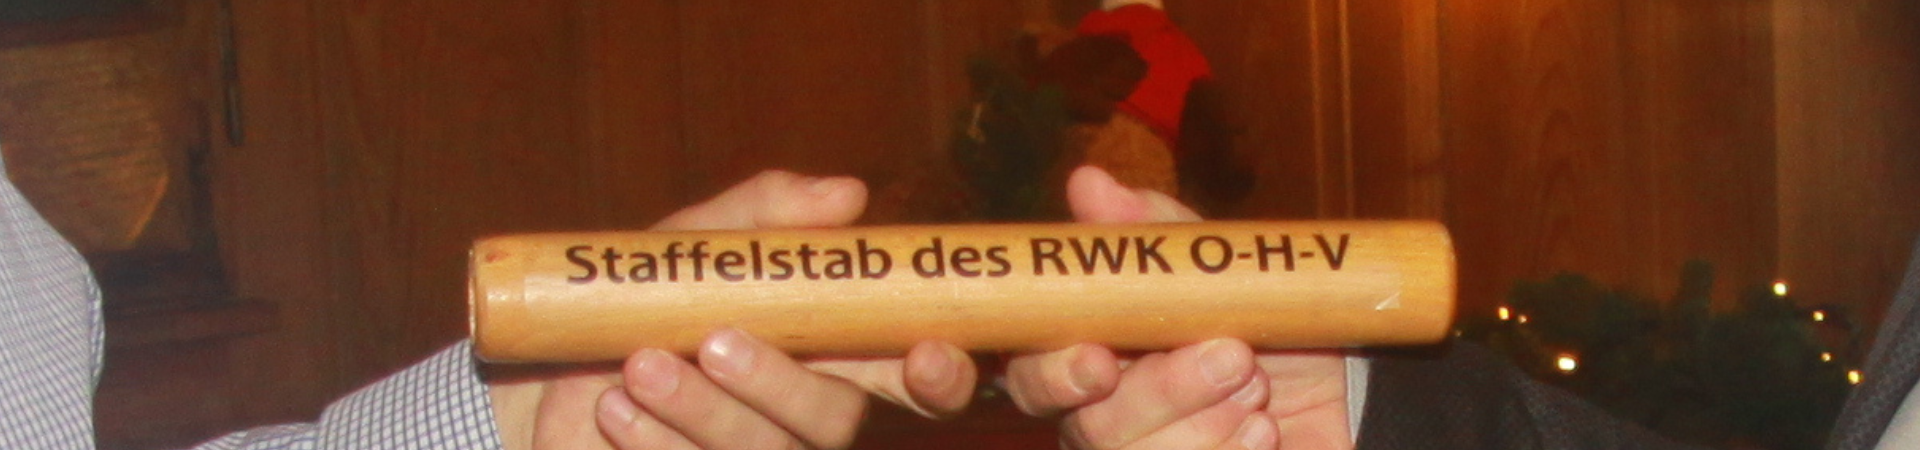 Staffelstab des RWK O-H-V